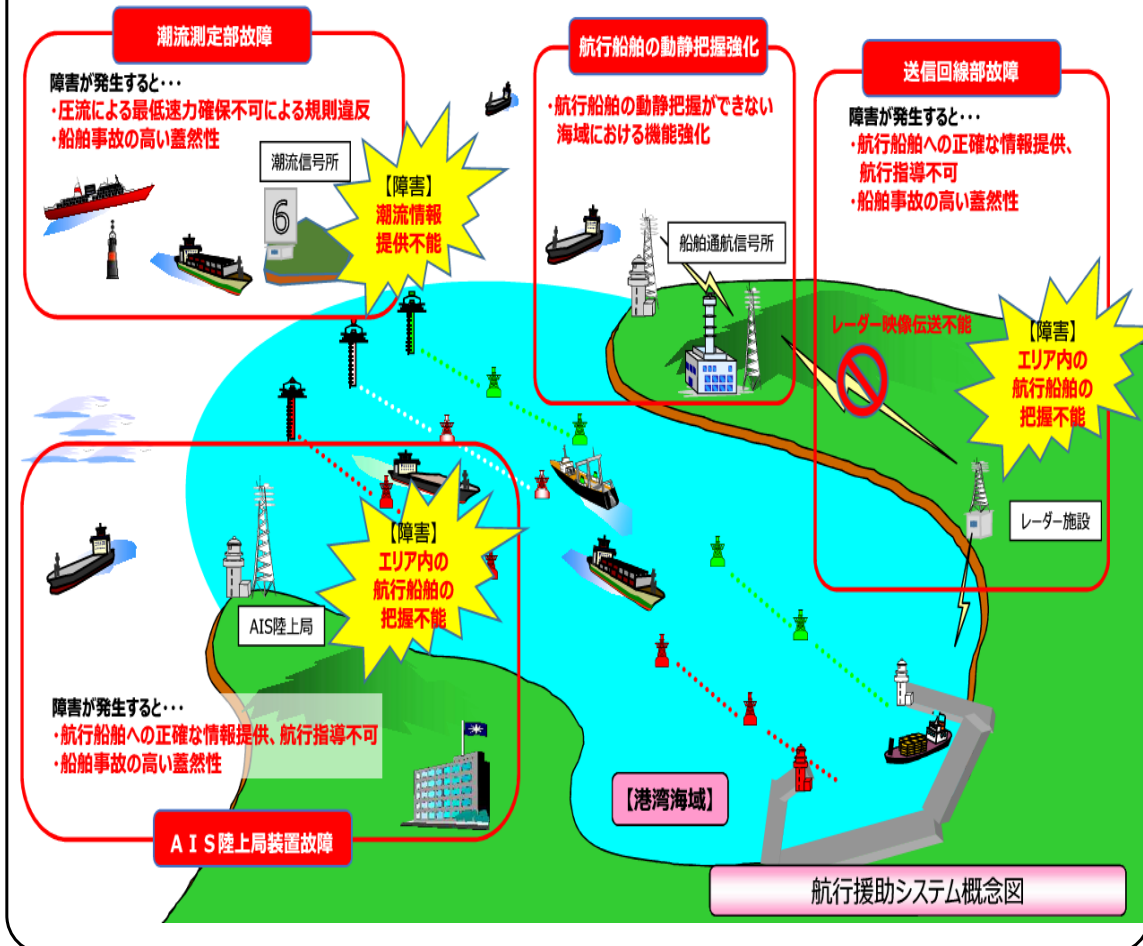 潮流測定部故障
障害が発生すると･･･
・圧流による最低速力確保不可による規則違反
・船舶事故の高い蓋然性
潮流信号所
6
【障害】
潮流情報
提供不能
航行船舶の動静把握強化
・航行船舶の動静把握ができない
海域における機能強化
船舶通航信号所
送信回線部故障
障害が発生すると･･･
・航行船舶への正確な情報提供、
航行指導不可
・船舶事故の高い蓋然性
レーダー映像伝送不能
【障害】
エリア内の
航行船舶の
把握不能
レーダー施設
【障害】
エリア内の
航行船舶の
把握不能
AIS陸上局
障害が発生すると･･･
・航行船舶への正確な情報提供、航行指導不可
・船舶事故の高い蓋然性
ＡＩＳ陸上局装置故障
【港湾海域】
航行援助システム概念図